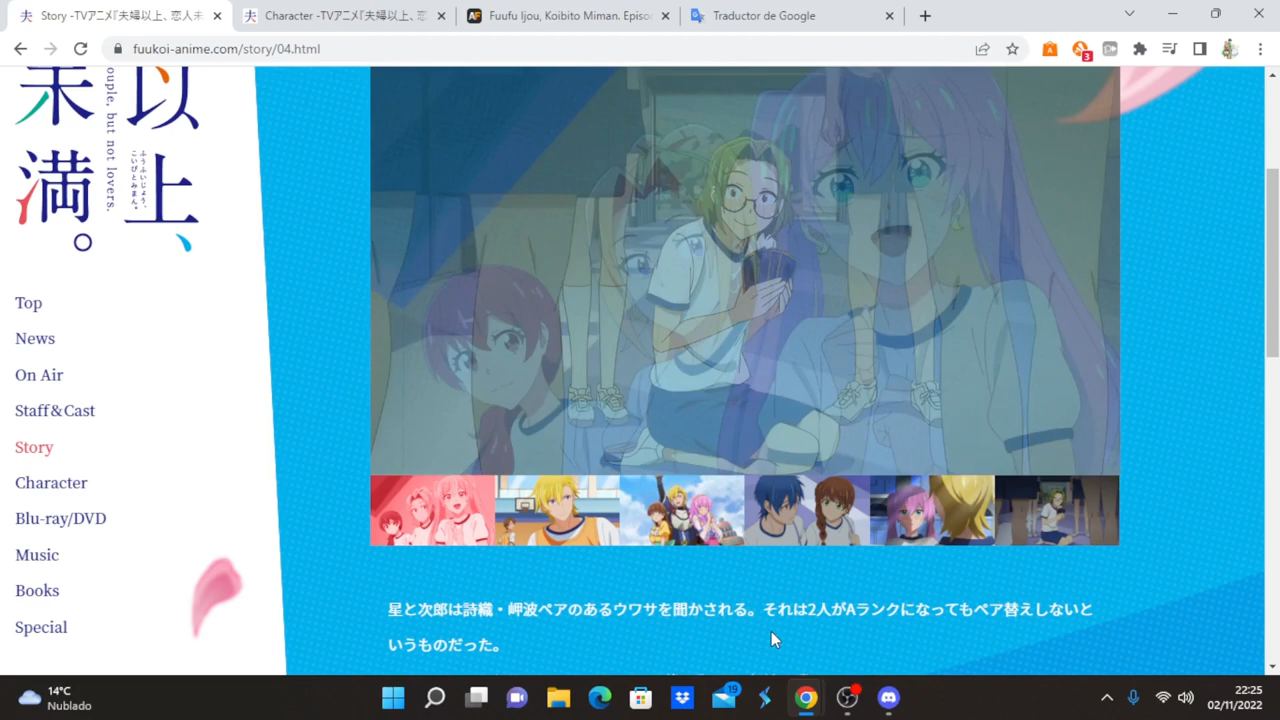 Story -TVアニメ『夫婦以上、恋人未
Character -TVアニメ『夫婦以上、恋
Fuufu Ijou, Koibito Miman. Episod
Traductor de Google
fuukoi-anime.com/story/04.html
3
以上、
ふうふいじょう、
こいびとみまん。
ouple, but not lovers.
未満。
Top
News
On Air
Staff&Cast
Story
Character
Blu-ray/DVD
Music
Books
Special
星と次郎は詩織・岬波ペアのあるウワサを聞かされる。それは2人がAランクになってもペア替えしないと
いうものだった。
14°C
Nublado
19
22:25
02/11/2022